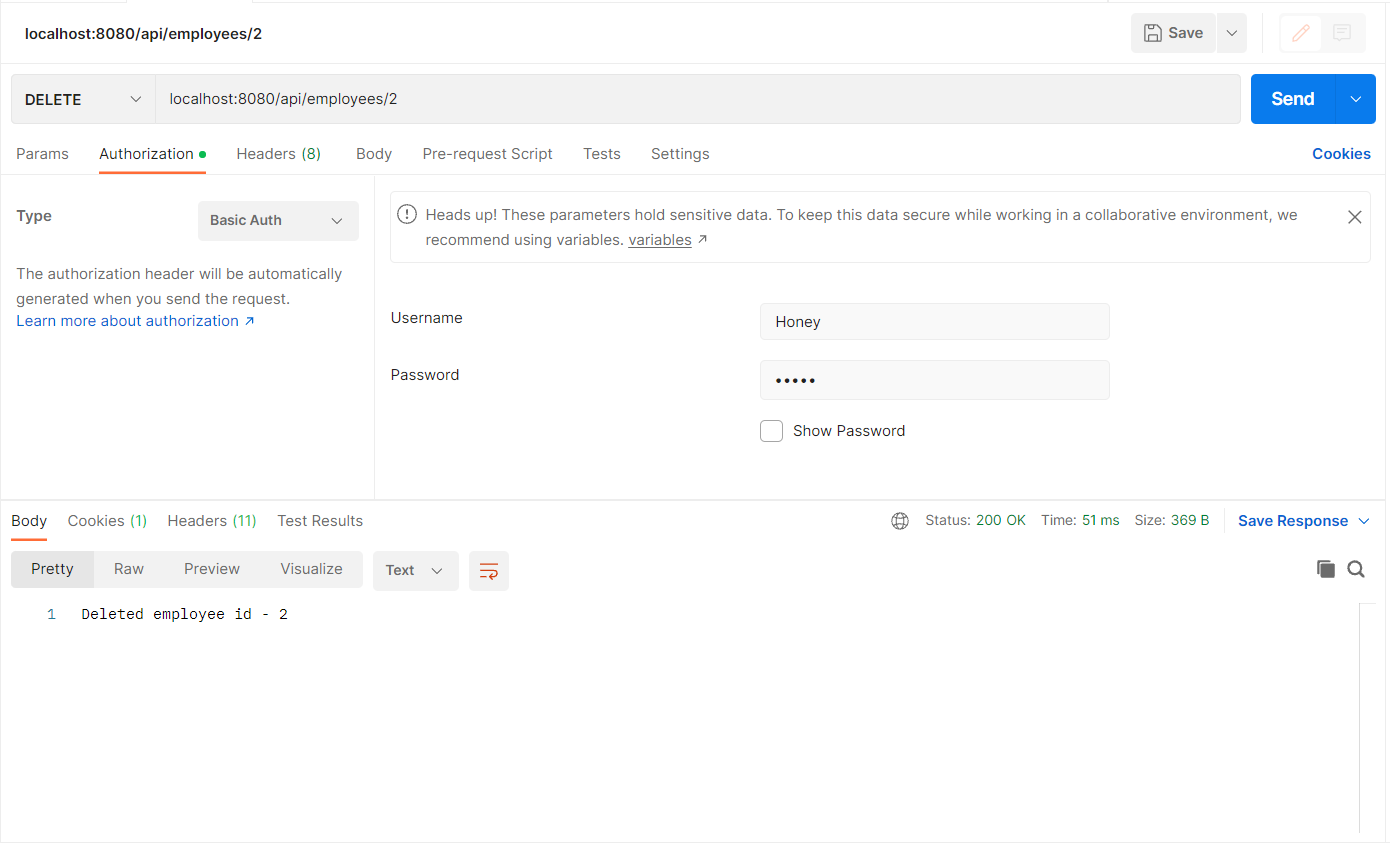 localhost:8080/api/employees/2
Save
DELETE
localhost:8080/api/employees/2
Send
Params Authorization Headers (8) Body Pre-request Script Tests Settings Cookies
Type
Basic Auth
The authorization header will be automatically
generated when you send the request.
Learn more about authorization ↗
Heads up! These parameters hold sensitive data. To keep this data secure while working in a collaborative environment, we
recommend using variables. variables ↗
Username
Honey
Password
•••••
Show Password
Body Cookies (1) Headers (11) Test Results Status: 200 OK Time: 51 ms Size: 369 B Save Response
Pretty Raw Preview Visualize Text
1 Deleted employee id - 2